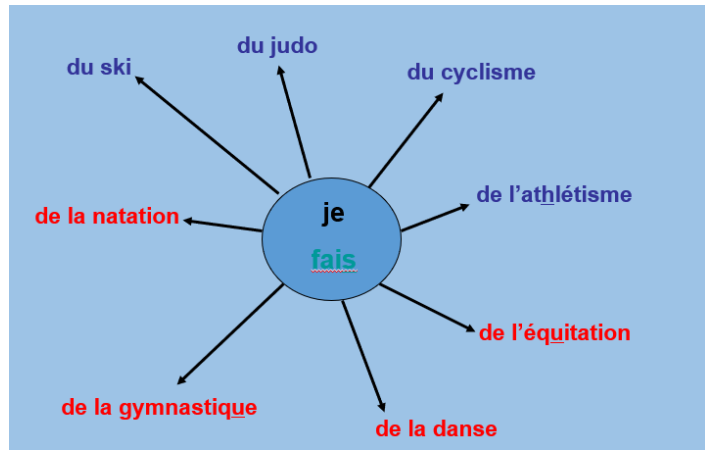 du judo
du ski
du cyclisme
de l'athlétisme
de la natation
je
fais
de l'équitation
de la gymnastique
de la danse